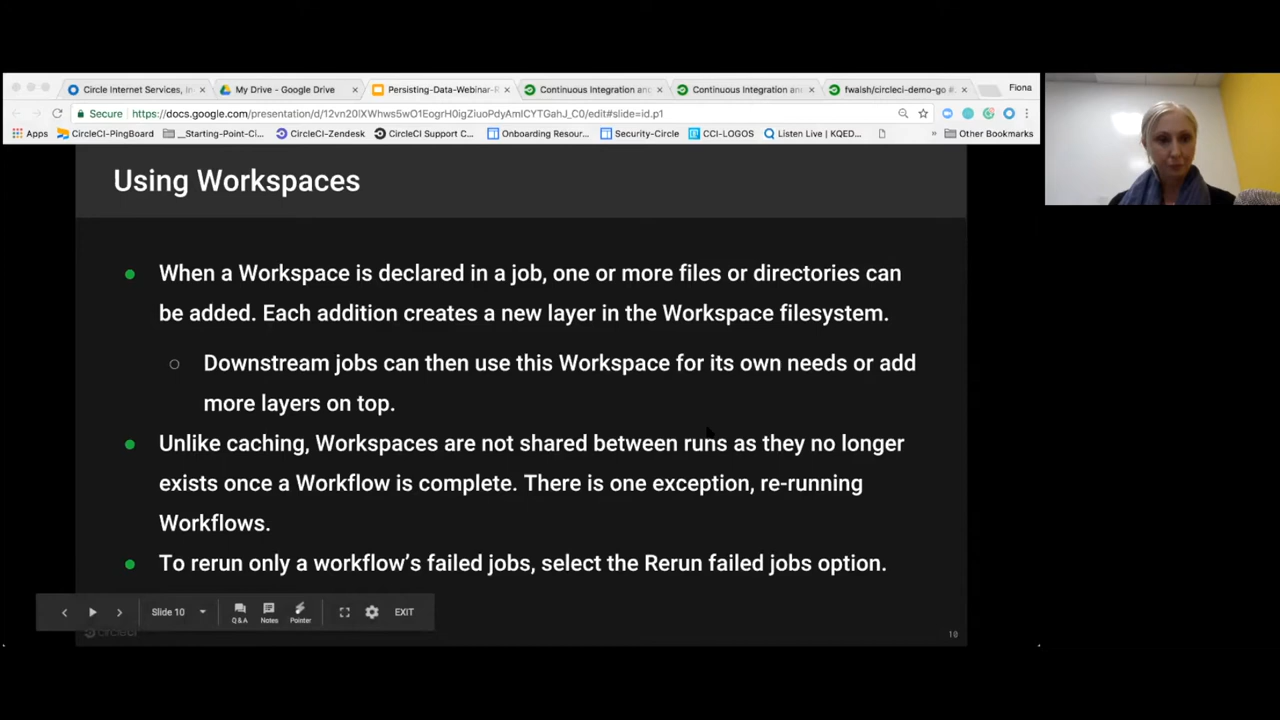 Circle Internet Services, In
My Drive - Google Drive
Persisting-Data-Webinar-R
Continuous Integration and
Continuous Integration and
fwalsh/circleci-demo-go #
Fiona
Secure
https://docs.google.com/presentation/d/12vn20lXWhws5wO1EogrH0igZiuoPdyAmICYTGahJ_C0/edit#slide=id.p1
Apps
CircleCI-PingBoard
__Starting-Point-Ci
CircleCI-Zendesk
CircleCI Support C...
Onboarding Resour...
Security-Circle
CCI-LOGOS
Listen Live | KQED...
»
Other Bookmarks
Using Workspaces
When a Workspace is declared in a job, one or more files or directories can
be added. Each addition creates a new layer in the Workspace filesystem.
Downstream jobs can then use this Workspace for its own needs or add
more layers on top.
Unlike caching, Workspaces are not shared between runs as they no longer
exists once a Workflow is complete. There is one exception, re-running
Workflows.
To rerun only a workflow's failed jobs, select the Rerun failed jobs option.
Slide 10
Q&A
Notes
Pointer
EXIT
circleci
10